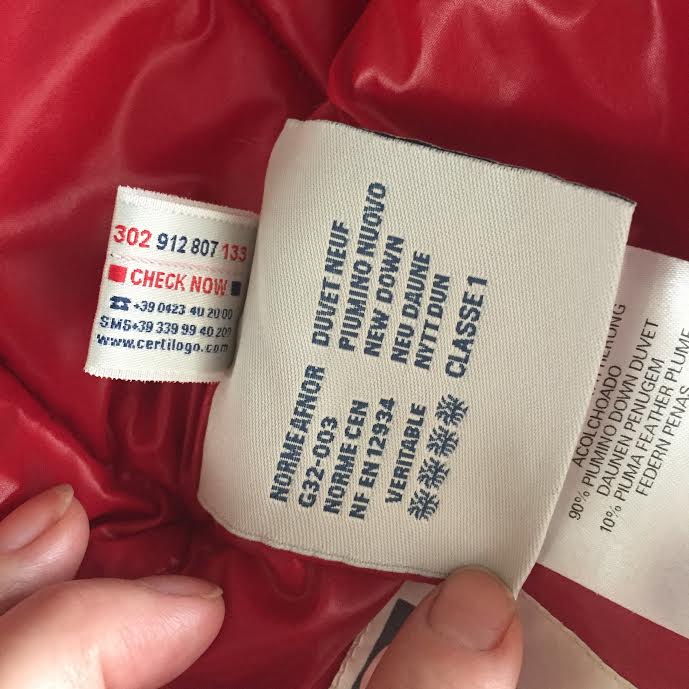 302 912 807 133
CHECK NOW
☎ +39 0423 40 20 00
SMS+39 339 99 40 200
www.certilogo.com
NORME AFNOR
G32-003
NORME CEN
NF EN 12934
VERITABLE
DUVET NEUF
PIUMINO NUOVO
NEW DOWN
NEU DAUNE
NYTT DUN
CLASSE 1
ACOLCHOADO
90% PIUMINO DOWN DUVET
DAUNEN PENUGEM
10% PIUMA FEATHER PLUME
FEDERN PENAS